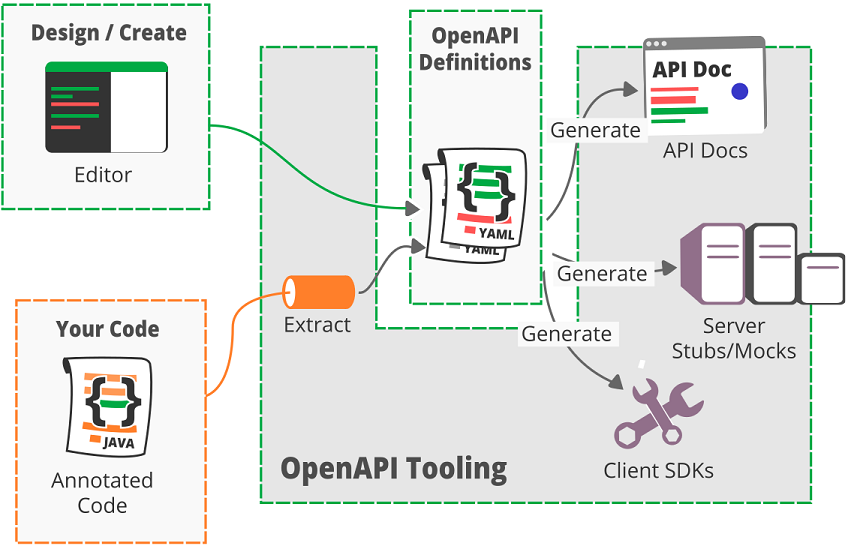 Design / Create
Editor
OpenAPI
Definitions
YAML
YAML
API Doc
API Docs
Generate
Generate
Generate
Server
Stubs/Mocks
Client SDKs
Extract
Your Code
JAVA
Annotated
Code
OpenAPI Tooling